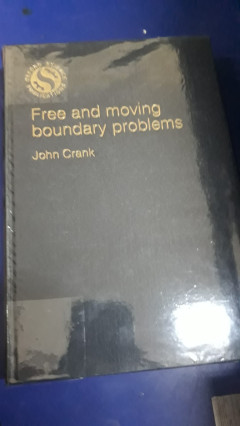 Free and moving
boundary problems
John Crank